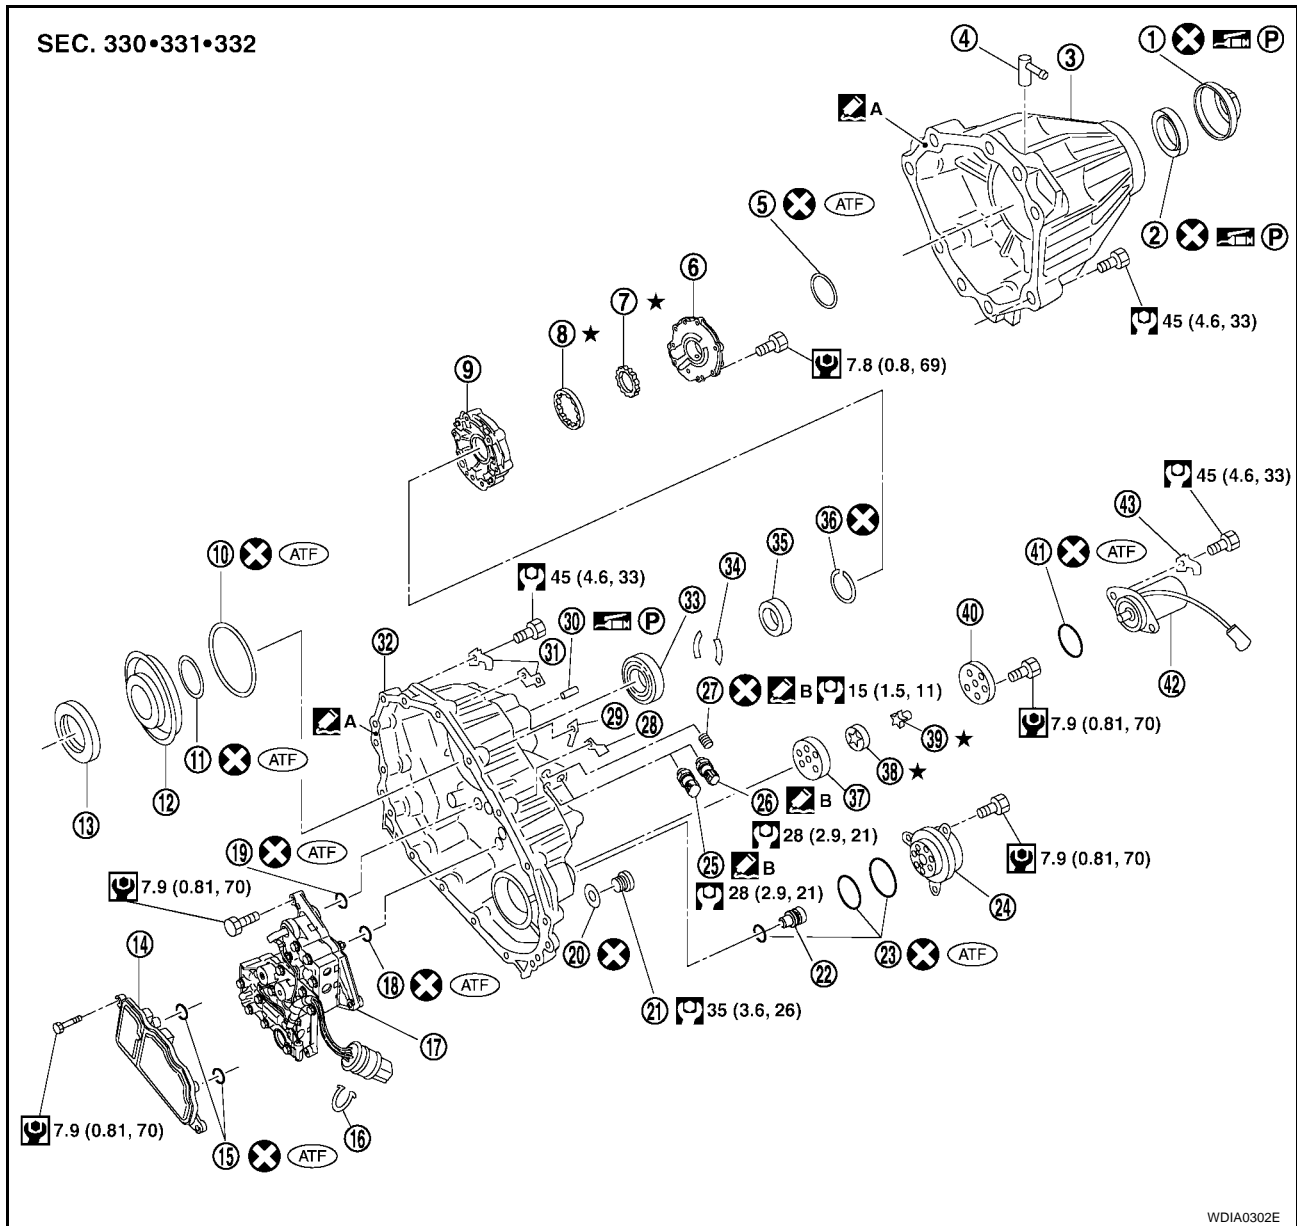 SEC. 330•331•332
4
3
1 P
A
2 P
45 (4.6, 33)
5 ATF
6
7 ★
8 ★
9
7.8 (0.8, 69)
45 (4.6, 33)
43
41 ATF
42
40
7.9 (0.81, 70)
36
35
34
33
10 ATF
45 (4.6, 33)
30 P
32
31
A
29
28
27 B 15 (1.5, 11)
39 ★
38 ★
37
26 B
28 (2.9, 21)
25 B
28 (2.9, 21)
11 ATF
12
13
19 ATF
7.9 (0.81, 70)
7.9 (0.81, 70)
24
14
18 ATF
20
21 35 (3.6, 26)
22
23 ATF
17
16
7.9 (0.81, 70)
15 ATF
WDIA0302E